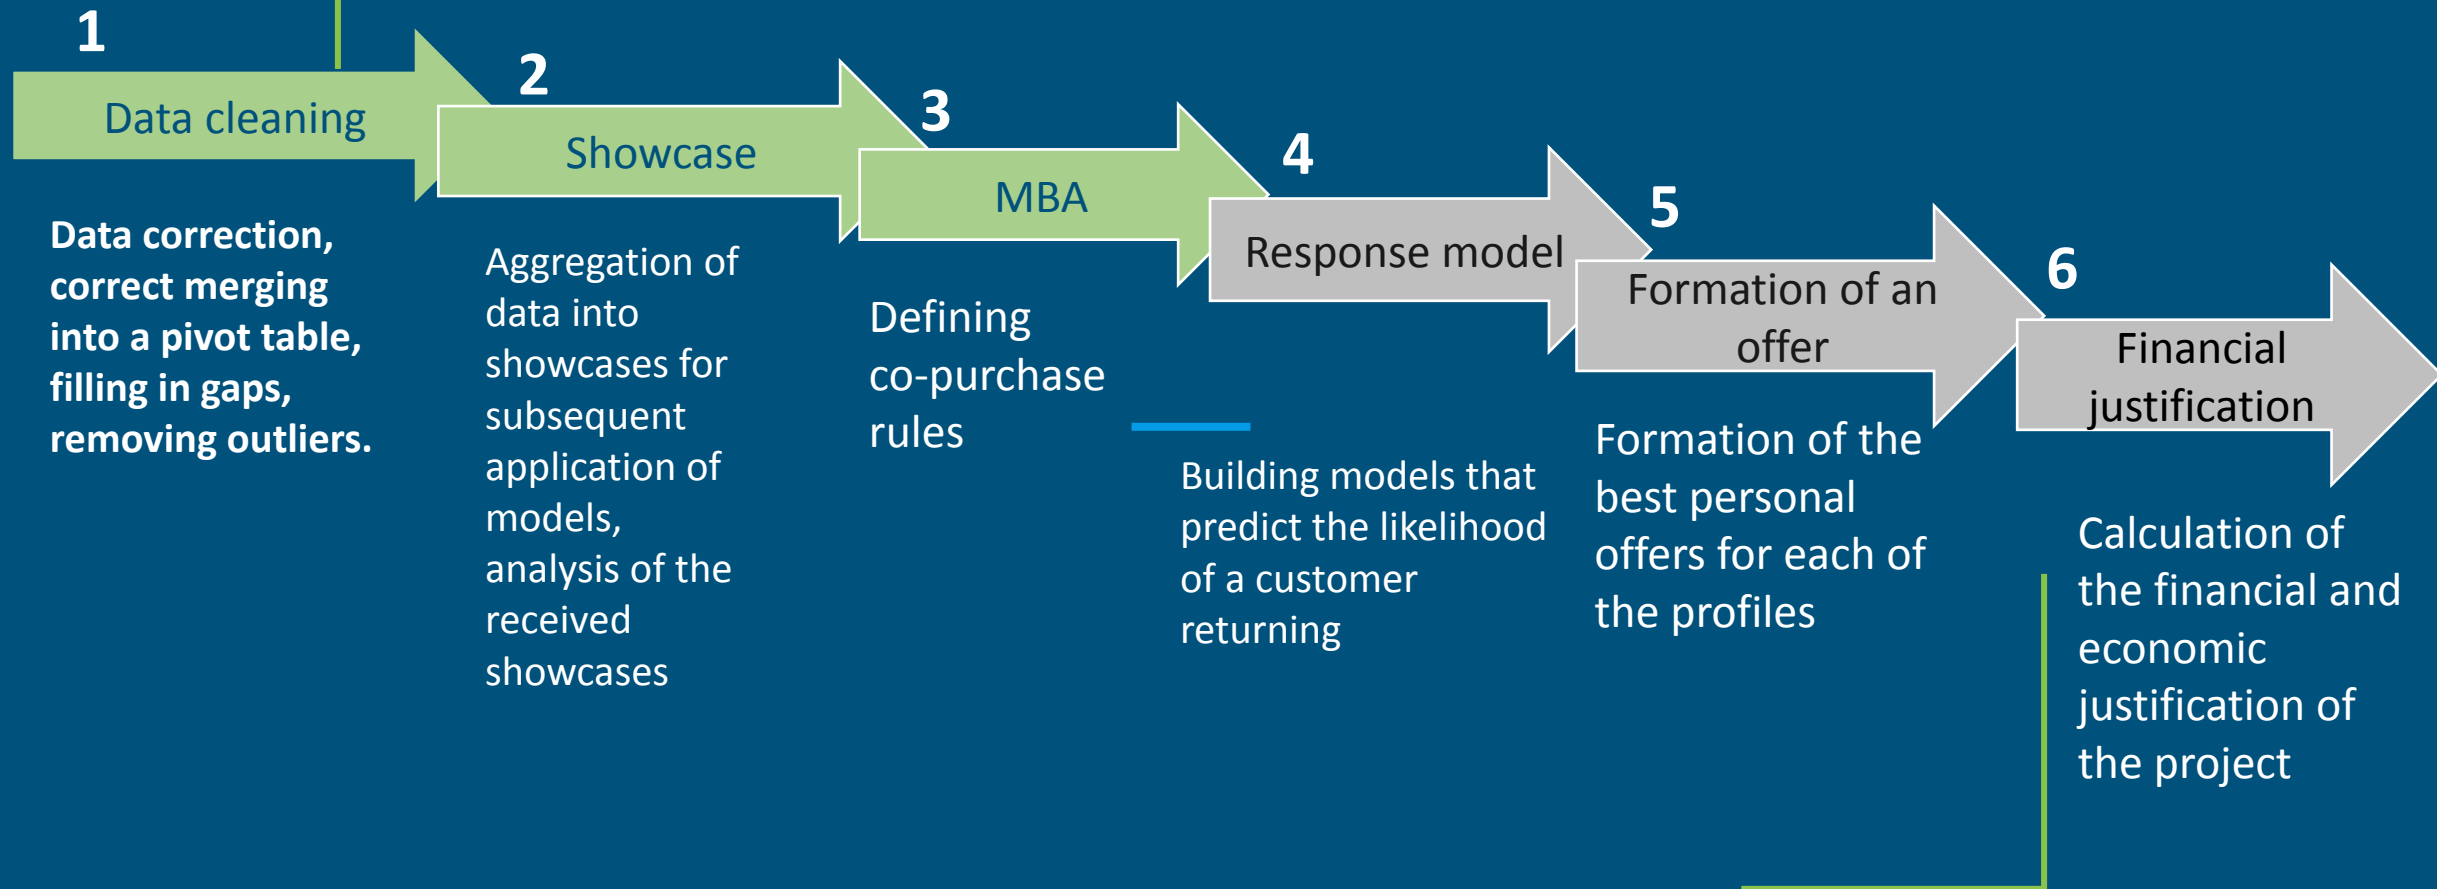 1
Data cleaning
Data correction,
correct merging
into a pivot table,
filling in gaps,
removing outliers.
2
Showcase
Aggregation of
data into
showcases for
subsequent
application of
models,
analysis of the
received
showcases
3
MBA
Defining
co-purchase
rules
4
Response model
Building models that
predict the likelihood
of a customer
returning
5
Formation of an
offer
Formation of the
best personal
offers for each of
the profiles
6
Financial
justification
Calculation of
the financial and
economic
justification of
the project